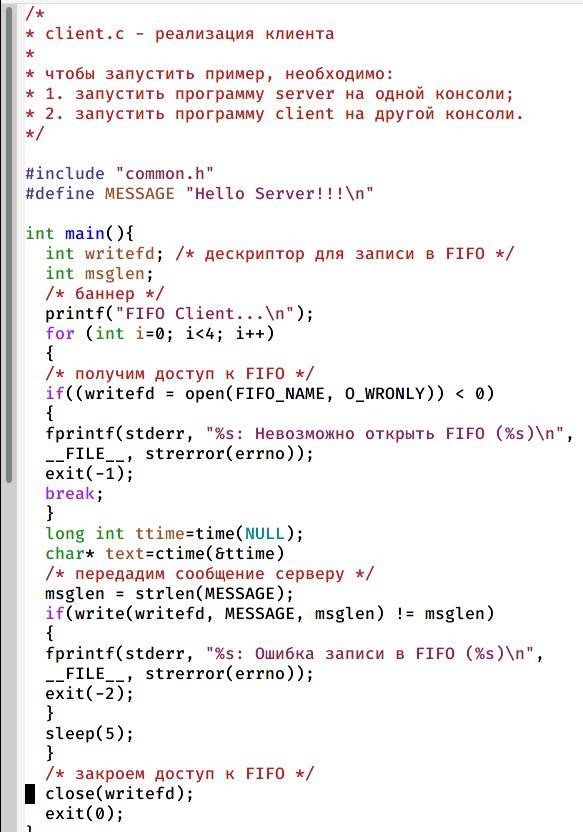 /*
* client.c - реализация клиента
*
* чтобы запустить пример, необходимо:
* 1. запустить программу server на одной консоли;
* 2. запустить программу client на другой консоли.
*/

#include "common.h"
#define MESSAGE "Hello Server!!!\n"

int main(){
  int writefd; /* дескриптор для записи в FIFO */
  int msglen;
  /* баннер */
  printf("FIFO Client...\n");
  for (int i=0; i<4; i++)
  {
  /* получим доступ к FIFO */
  if((writefd = open(FIFO_NAME, O_WRONLY)) < 0)
  {
  fprintf(stderr, "%s: Невозможно открыть FIFO (%s)\n",
  __FILE__, strerror(errno));
  exit(-1);
  break;
  }
  long int ttime=time(NULL);
  char* text=ctime(&ttime)
  /* передадим сообщение серверу */
  msglen = strlen(MESSAGE);
  if(write(writefd, MESSAGE, msglen) != msglen)
  {
  fprintf(stderr, "%s: Ошибка записи в FIFO (%s)\n",
  __FILE__, strerror(errno));
  exit(-2);
  }
  sleep(5);
  }
  /* закроем доступ к FIFO */
  close(writefd);
  exit(0);
}